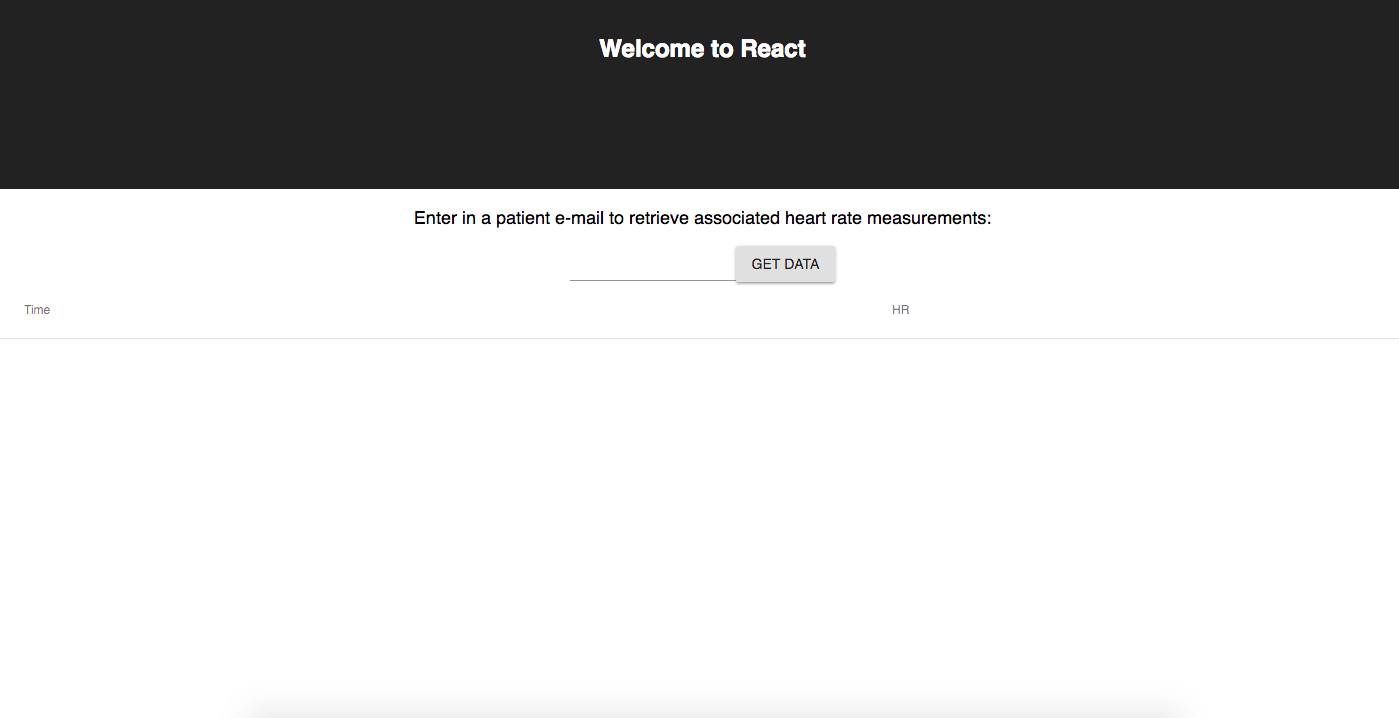 Welcome to React
Enter in a patient e-mail to retrieve associated heart rate measurements:
GET DATA
Time HR